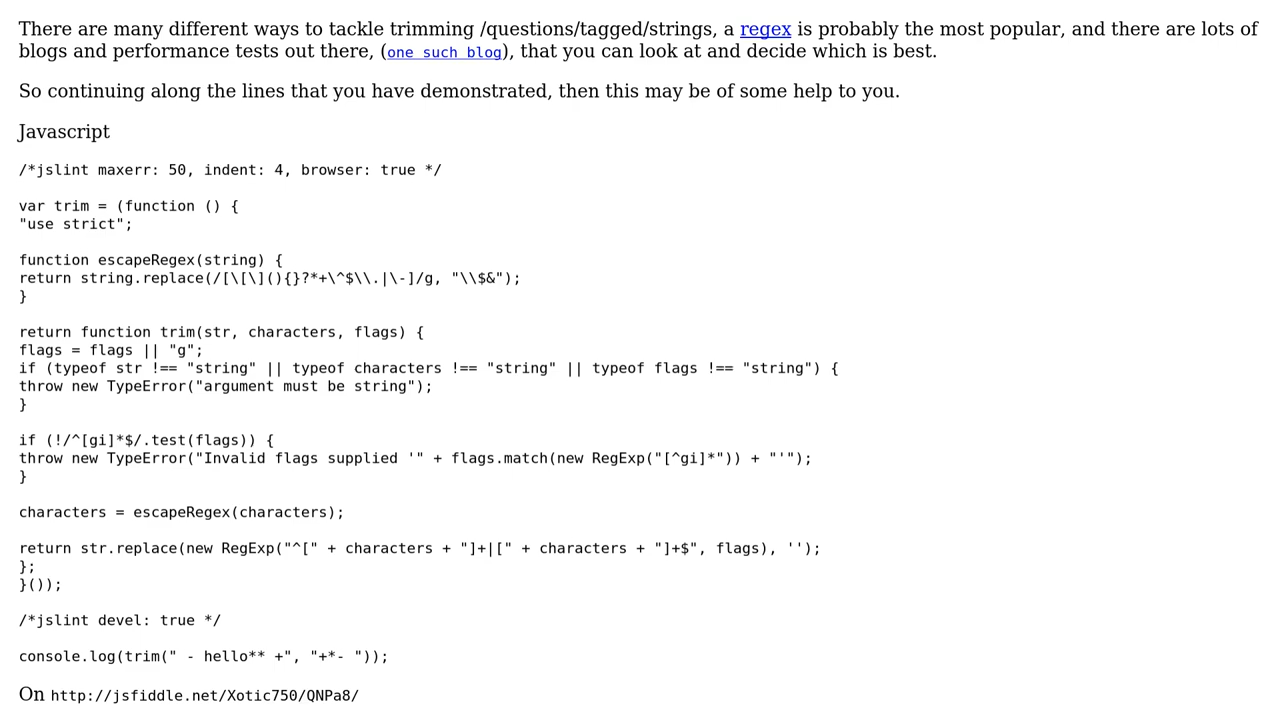 There are many different ways to tackle trimming /questions/tagged/strings, a regex is probably the most popular, and there are lots of
blogs and performance tests out there, (one such blog), that you can look at and decide which is best.
So continuing along the lines that you have demonstrated, then this may be of some help to you.
Javascript
/*jslint maxerr: 50, indent: 4, browser: true */
var trim = (function () {
"use strict";
function escapeRegex(string) {
return string.replace(/[\[\](){}?*+\^$\\.|\-]/g, "\\$&");
}
return function trim(str, characters, flags) {
flags = flags || "g";
if (typeof str !== "string" || typeof characters !== "string" || typeof flags !== "string") {
throw new TypeError("argument must be string");
}
if (!/^[gi]*$/.test(flags)) {
throw new TypeError("Invalid flags supplied '" + flags.match(new RegExp("[^gi]*")) + "'");
}
characters = escapeRegex(characters);
return str.replace(new RegExp("^[" + characters + "]+|[" + characters + "]+$", flags), '');
};
}());
/*jslint devel: true */
console.log(trim(" - hello** +", "+*- "));
On http://jsfiddle.net/Xotic750/QNPa8/